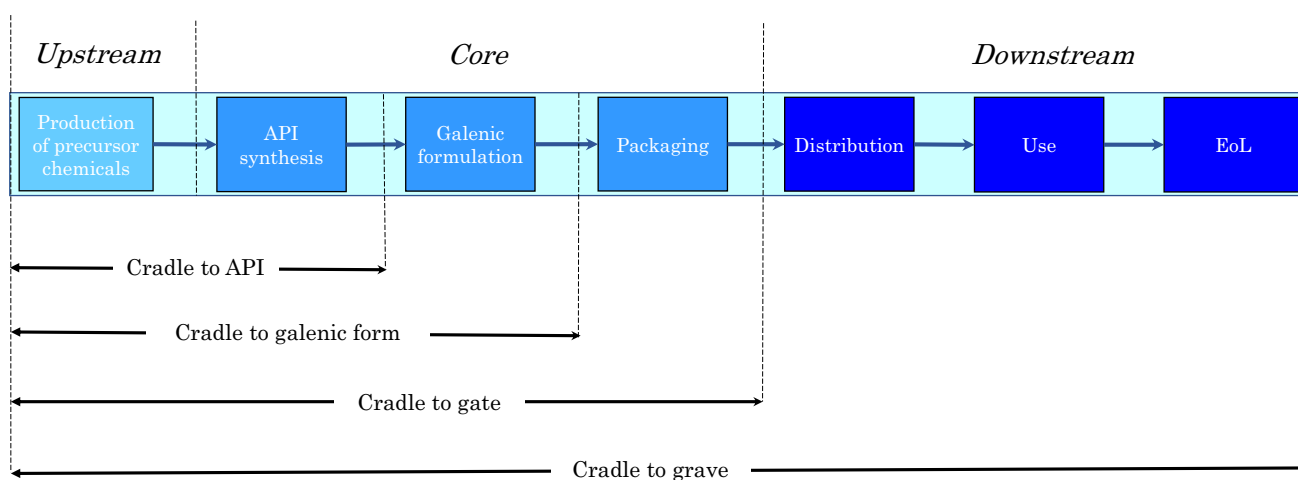 Upstream
Core
Downstream
Production
of precursor
chemicals
API
synthesis
Galenic
formulation
Packaging
Distribution
Use
EoL
Cradle to API
Cradle to galenic form
Cradle to gate
Cradle to grave